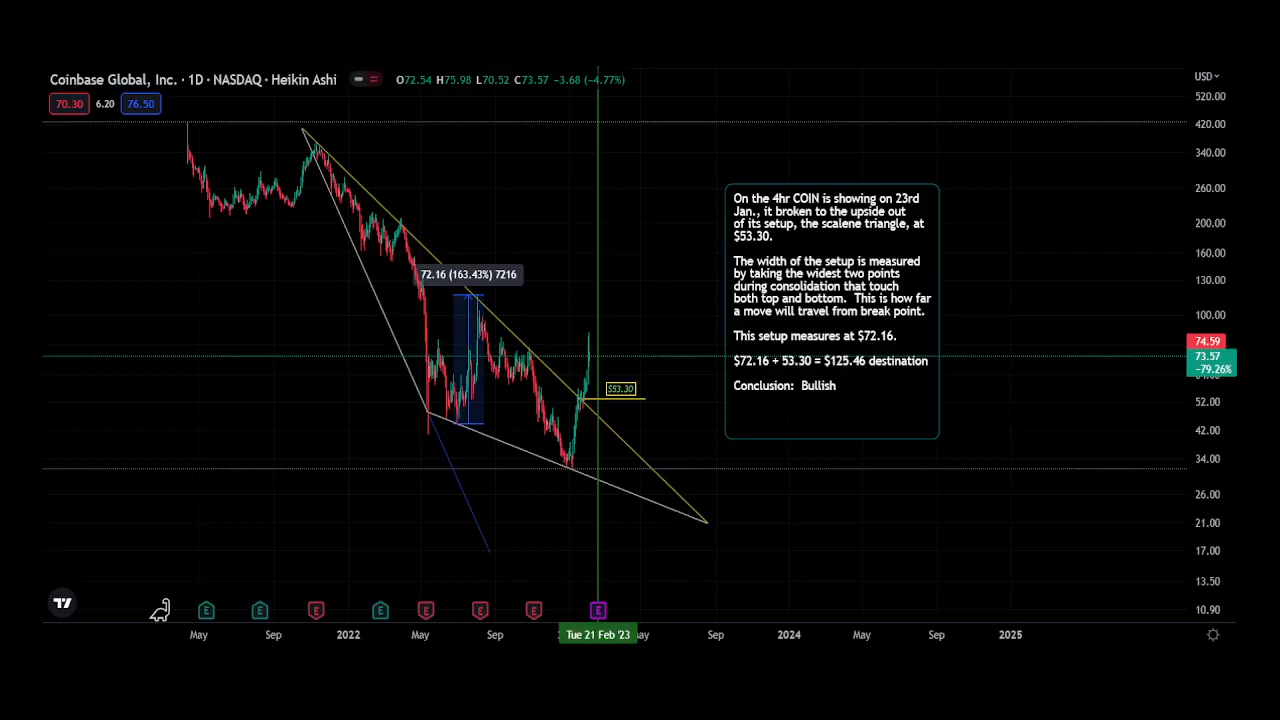 Coinbase Global, Inc. · 1D · NASDAQ · Heikin Ashi
O72.54 H75.98 L70.52 C73.57 −3.68 (−4.77%)
USD
70.30 6.20 76.50
520.00
420.00
340.00
260.00
200.00
160.00
130.00
100.00
74.59
73.57
−79.26%
52.00
42.00
34.00
26.00
21.00
17.00
13.50
10.90
72.16 (163.43%) 7216
$53.30
On the 4hr COIN is showing on 23rd
Jan., it broken to the upside out
of its setup, the scalene triangle, at
$53.30.
The width of the setup is measured
by taking the widest two points
during consolidation that touch
both top and bottom. This is how far
a move will travel from break point.
This setup measures at $72.16.
$72.16 + 53.30 = $125.46 destination
Conclusion: Bullish
E E E E E E E E
May Sep 2022 May Sep Tue 21 Feb '23 Sep 2024 May Sep 2025